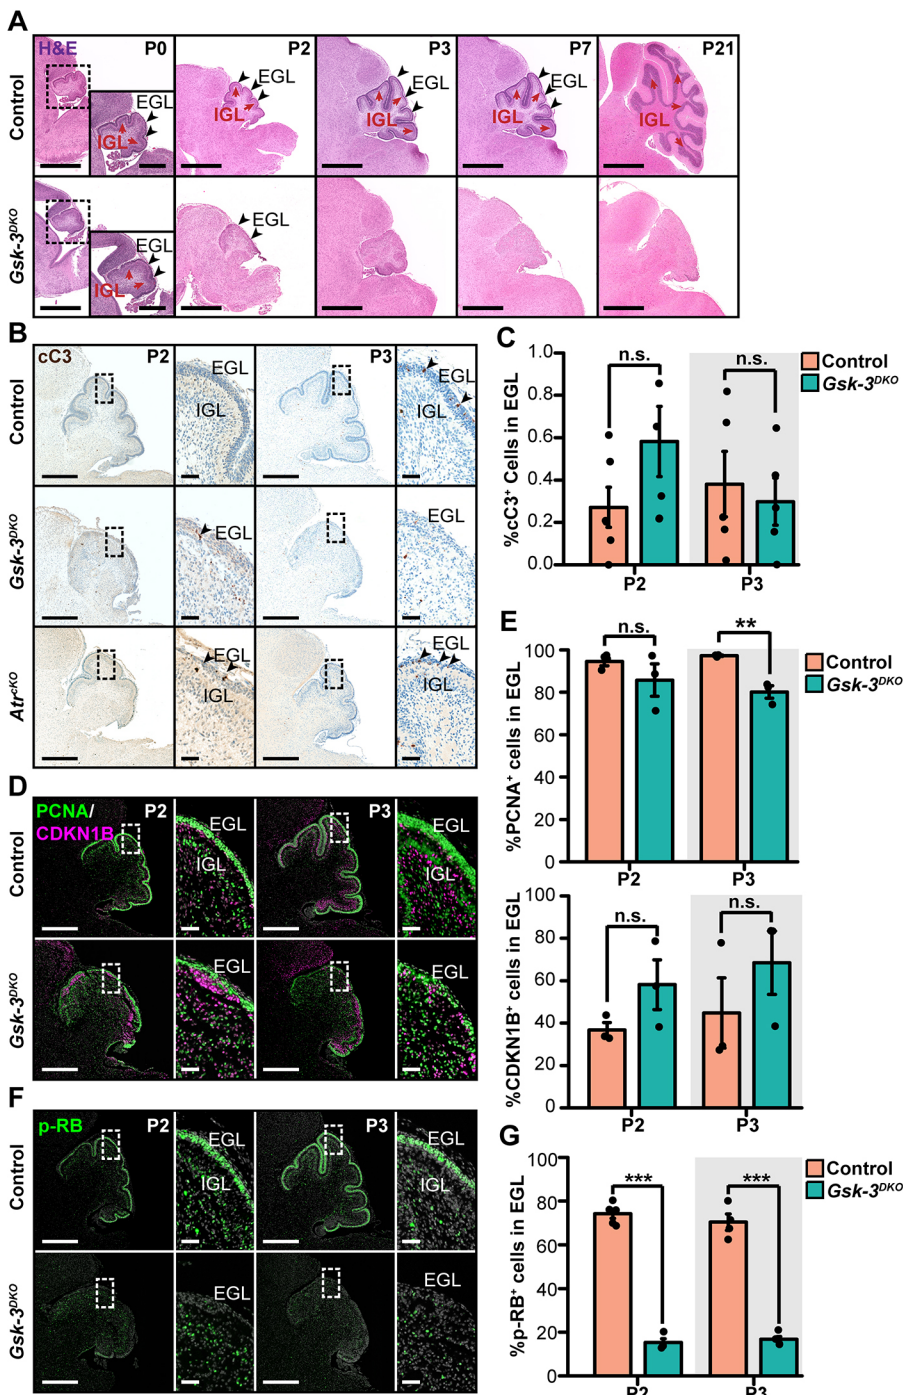 A
H&E
P0
P2
P3
P7
P21
Control
EGL
IGL
EGL
IGL
EGL
IGL
EGL
IGL
IGL
Gsk-3DKO
EGL
IGL
EGL
B
cC3
P2
P3
Control
EGL
IGL
EGL
IGL
Gsk-3DKO
EGL
EGL
AtrcKO
EGL
IGL
EGL
C
%cC3+ Cells in EGL
1.0
0.8
0.6
0.4
0.2
0.0
n.s.
n.s.
P2
P3
Control
Gsk-3DKO
D
PCNA/
CDKN1B
P2
P3
Control
EGL
IGL
EGL
IGL
Gsk-3DKO
EGL
EGL
E
%PCNA+ cells in EGL
100
80
60
40
20
0
n.s.
**
P2
P3
Control
Gsk-3DKO
%CDKN1B+ cells in EGL
100
80
60
40
20
0
n.s.
n.s.
P2
P3
F
p-RB
P2
P3
Control
EGL
IGL
EGL
IGL
Gsk-3DKO
EGL
EGL
G
%p-RB+ cells in EGL
100
80
60
40
20
0
***
***
P2
P3
Control
Gsk-3DKO